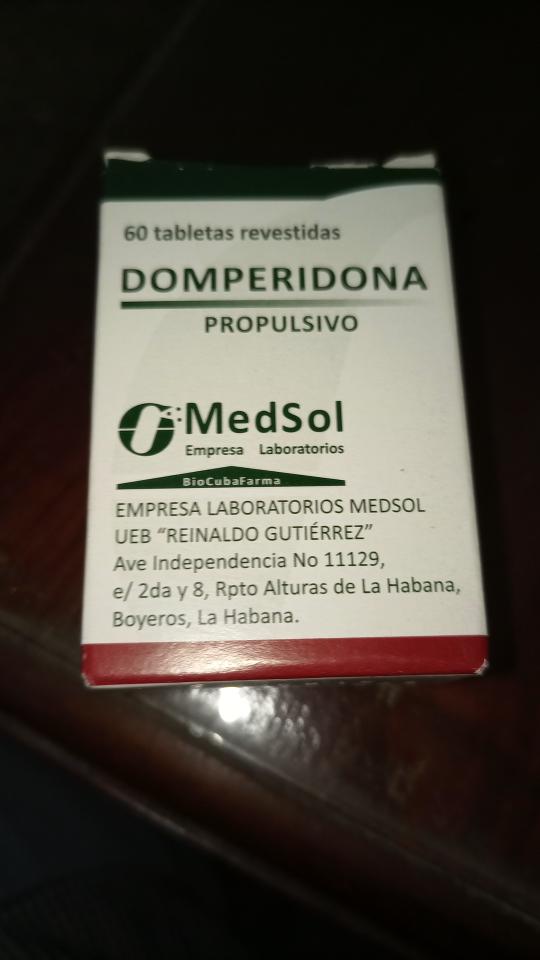 60 tabletas revestidas
DOMPERIDONA
PROPULSIVO
MedSol
Empresa Laboratorios
BioCubaFarma
EMPRESA LABORATORIOS MEDSOL
UEB “REINALDO GUTIÉRREZ”
Ave Independencia No 11129,
e/ 2da y 8, Rpto Alturas de La Habana,
Boyeros, La Habana.